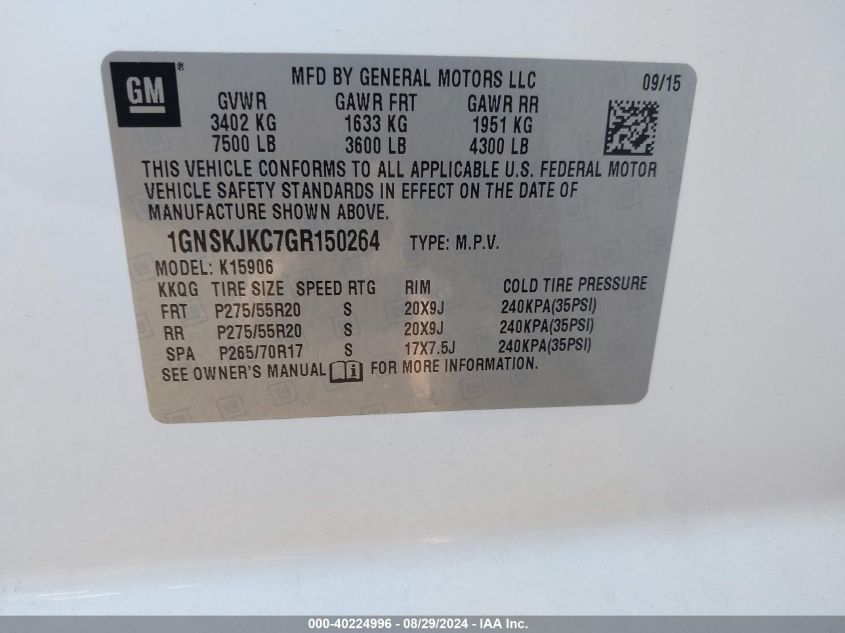 GM®
MFD BY GENERAL MOTORS LLC 09/15
GVWR GAWR FRT GAWR RR
3402 KG 1633 KG 1951 KG
7500 LB 3600 LB 4300 LB
THIS VEHICLE CONFORMS TO ALL APPLICABLE U.S. FEDERAL MOTOR
VEHICLE SAFETY STANDARDS IN EFFECT ON THE DATE OF
MANUFACTURE SHOWN ABOVE.
1GNSKJKC7GR150264 TYPE: M.P.V.
MODEL: K15906
KKQG TIRE SIZE SPEED RTG RIM COLD TIRE PRESSURE
FRT P275/55R20 S 20X9J 240KPA(35PSI)
RR P275/55R20 S 20X9J 240KPA(35PSI)
SPA P265/70R17 S 17X7.5J 240KPA(35PSI)
SEE OWNER'S MANUAL i FOR MORE INFORMATION.
000-40224996 - 08/29/2024 - IAA Inc.